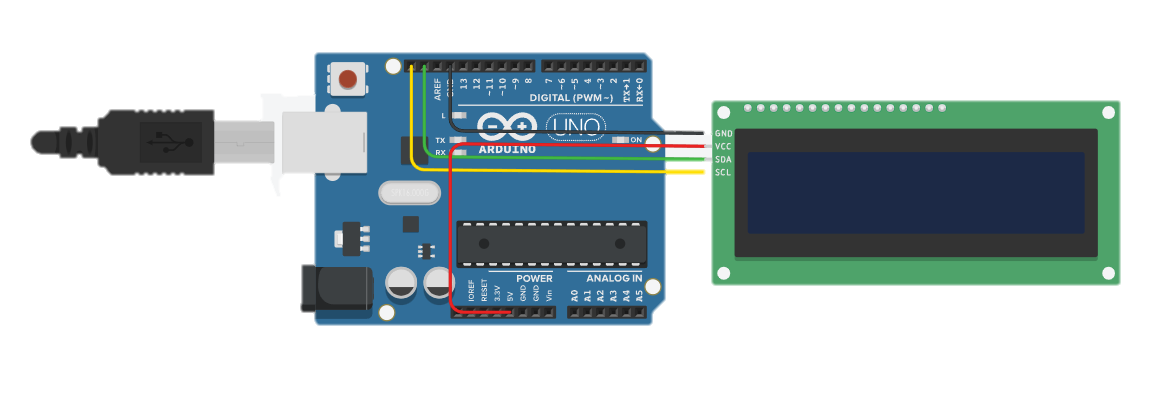 AREF
GND
13
12
~11
~10
~9
8
7
~6
~5
4
~3
2
TX→1
RX←0
DIGITAL (PWM~)
L
TX
RX
UNO
ON
ARDUINO
GND
VCC
SDA
SCL
POWER
ANALOG IN
IOREF
RESET
3.3V
5V
GND
GND
Vin
A0
A1
A2
A3
A4
A5